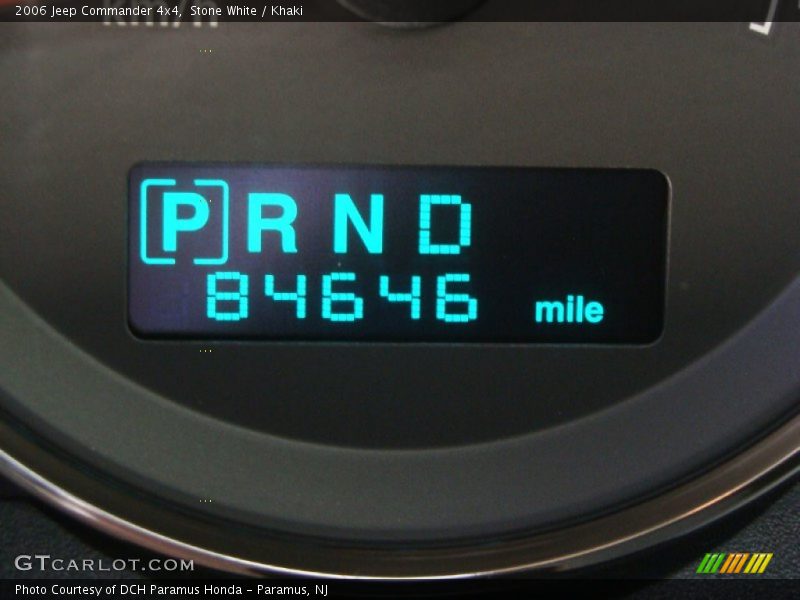 2006 Jeep Commander 4x4, Stone White / Khaki
[P] R N D
84646 mile
GTCARLOT.COM
Photo Courtesy of DCH Paramus Honda - Paramus, NJ